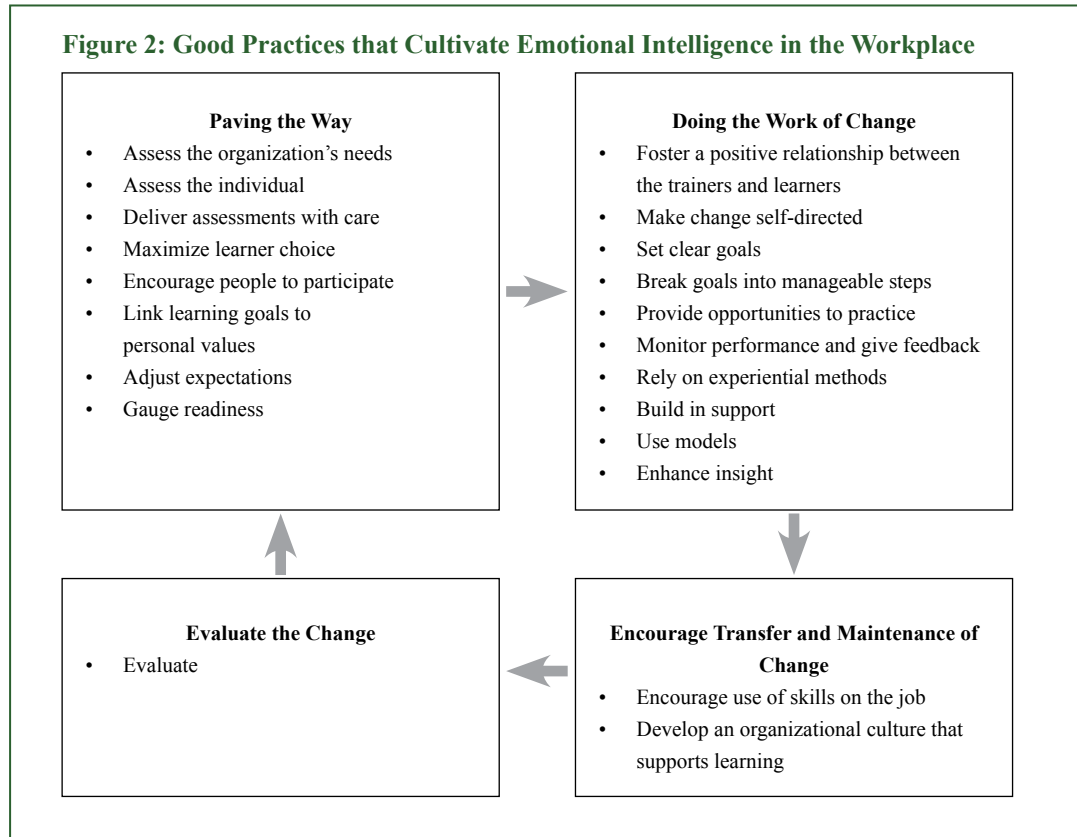 Figure 2: Good Practices that Cultivate Emotional Intelligence in the Workplace
Paving the Way
• Assess the organization’s needs
• Assess the individual
• Deliver assessments with care
• Maximize learner choice
• Encourage people to participate
• Link learning goals to
personal values
• Adjust expectations
• Gauge readiness
Doing the Work of Change
• Foster a positive relationship between
the trainers and learners
• Make change self-directed
• Set clear goals
• Break goals into manageable steps
• Provide opportunities to practice
• Monitor performance and give feedback
• Rely on experiential methods
• Build in support
• Use models
• Enhance insight
Encourage Transfer and Maintenance of
Change
• Encourage use of skills on the job
• Develop an organizational culture that
supports learning
Evaluate the Change
• Evaluate